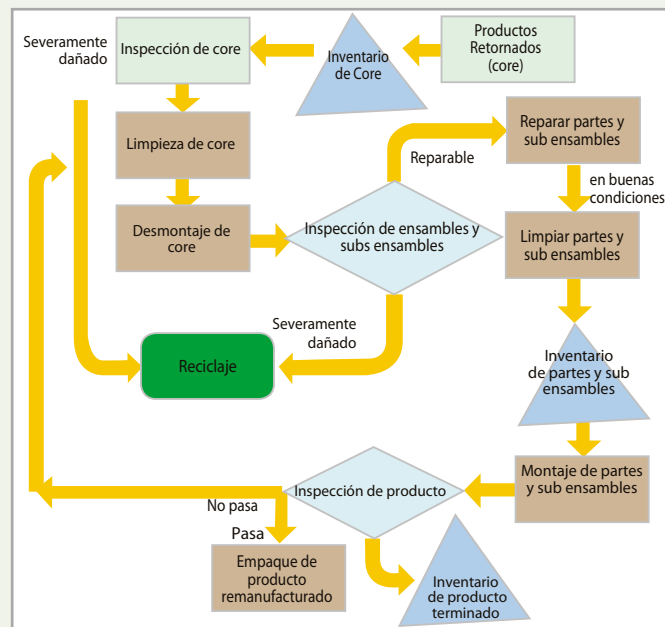 Severamente
dañado
Inspección de core
Inventario
de Core
Productos
Retornados
(core)
Limpieza de core
Reparable
Reparar partes y
sub ensambles
en buenas
condiciones
Desmontaje de
core
Inspección de ensambles y
subs ensambles
Limpiar partes y
sub ensambles
Severamente
dañado
Reciclaje
Inventario
de partes y sub
ensambles
Montaje de partes
y sub ensambles
Inspección de producto
No pasa
Pasa
Empaque de
producto
remanufacturado
Inventario
de producto
terminado